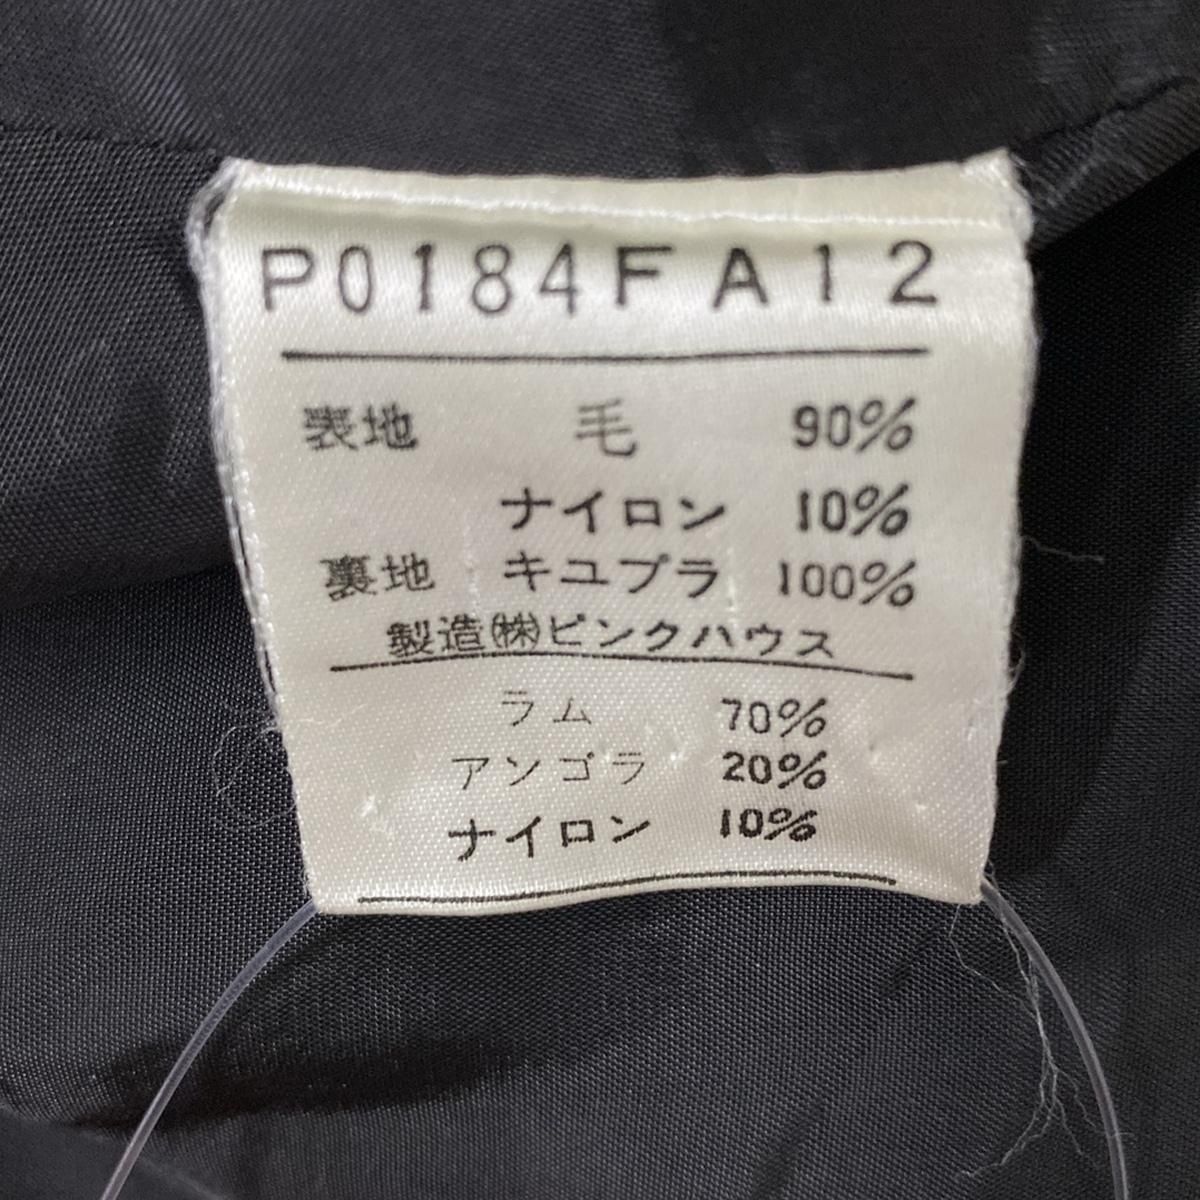 P0184FA12
表地 毛 90%
ナイロン 10%
裏地 キユプラ 100%
製造㈱ピンクハウス
ラム 70%
アンゴラ 20%
ナイロン 10%